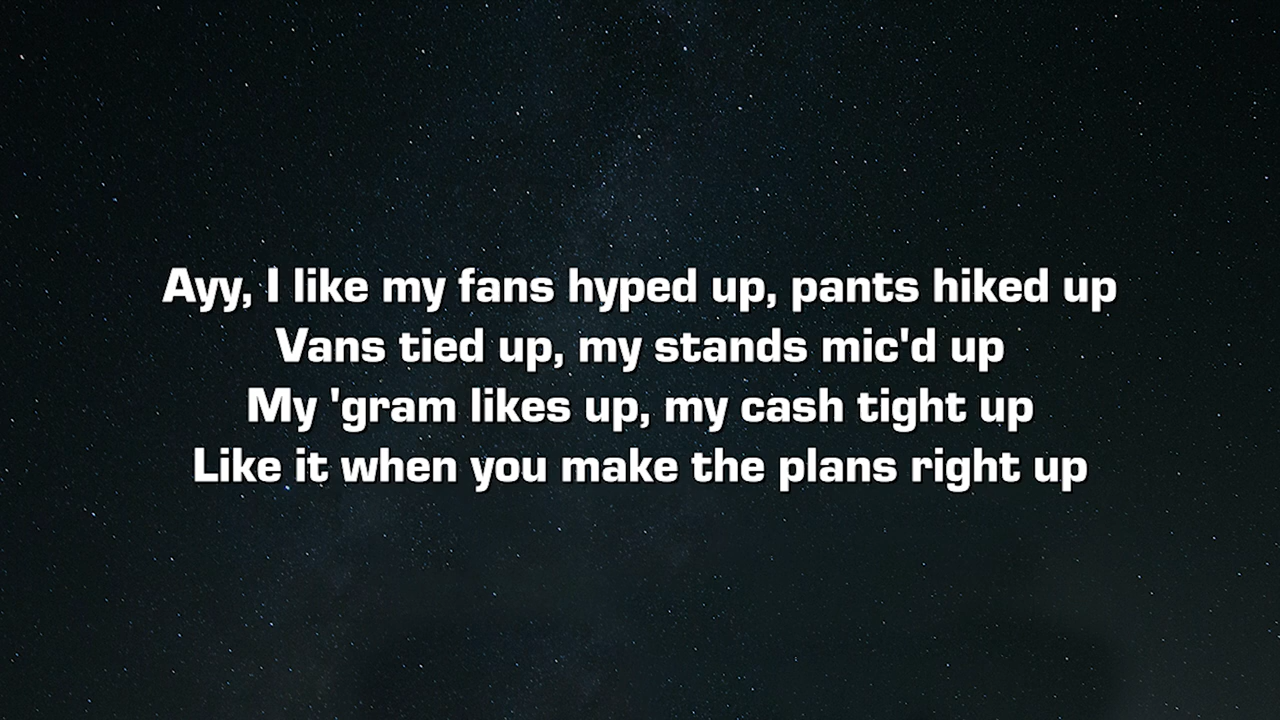 Ayy, I like my fans hyped up, pants hiked up
Vans tied up, my stands mic'd up
My 'gram likes up, my cash tight up
Like it when you make the plans right up